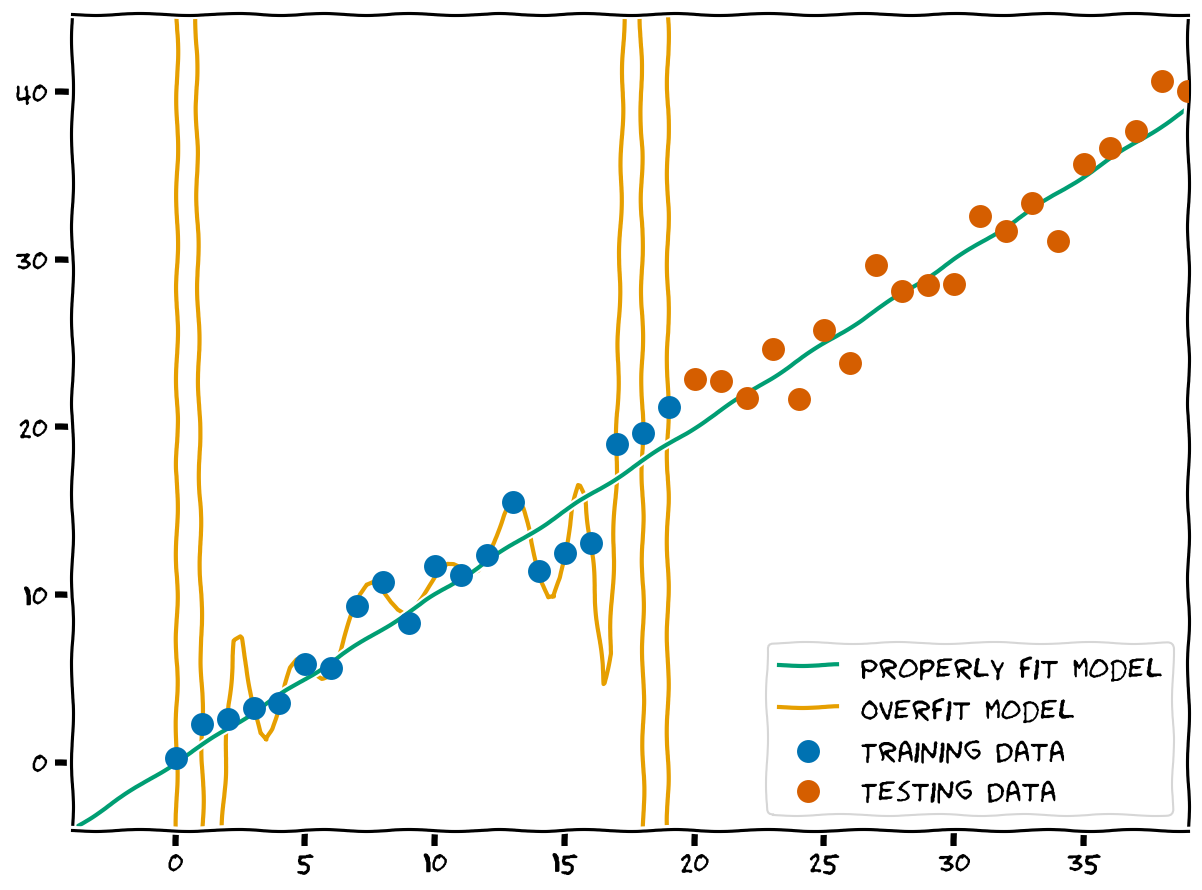 40
30
20
10
0
0 5 10 15 20 25 30 35
PROPERLY FIT MODEL
OVERFIT MODEL
TRAINING DATA
TESTING DATA